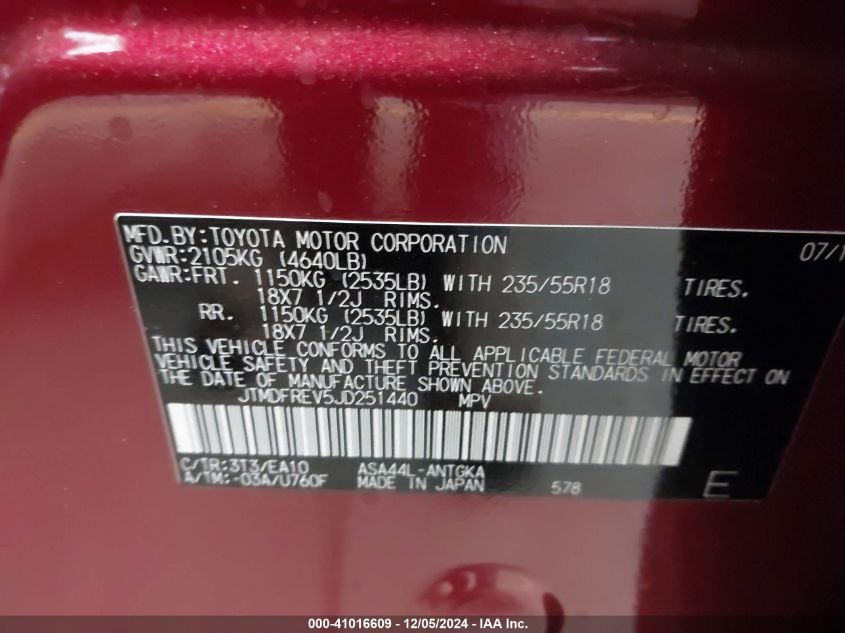 MFD.BY:TOYOTA MOTOR CORPORATION 07/1
GVWR:2105KG (4640LB)
GAWR:FRT. 1150KG (2535LB) WITH 235/55R18 TIRES.
18X7 1/2J RIMS.
RR. 1150KG (2535LB) WITH 235/55R18 TIRES.
18X7 1/2J RIMS.
THIS VEHICLE CONFORMS TO ALL APPLICABLE FEDERAL MOTOR
VEHICLE SAFETY AND THEFT PREVENTION STANDARDS IN EFFECT ON
THE DATE OF MANUFACTURE SHOWN ABOVE.
JTMDFREV5JD251440 MPV
C/TR:3T3/EA10 ASA44L-ANTGKA
A/TM:-03A/U760F MADE IN JAPAN 578 E
000-41016609 - 12/05/2024 - IAA Inc.